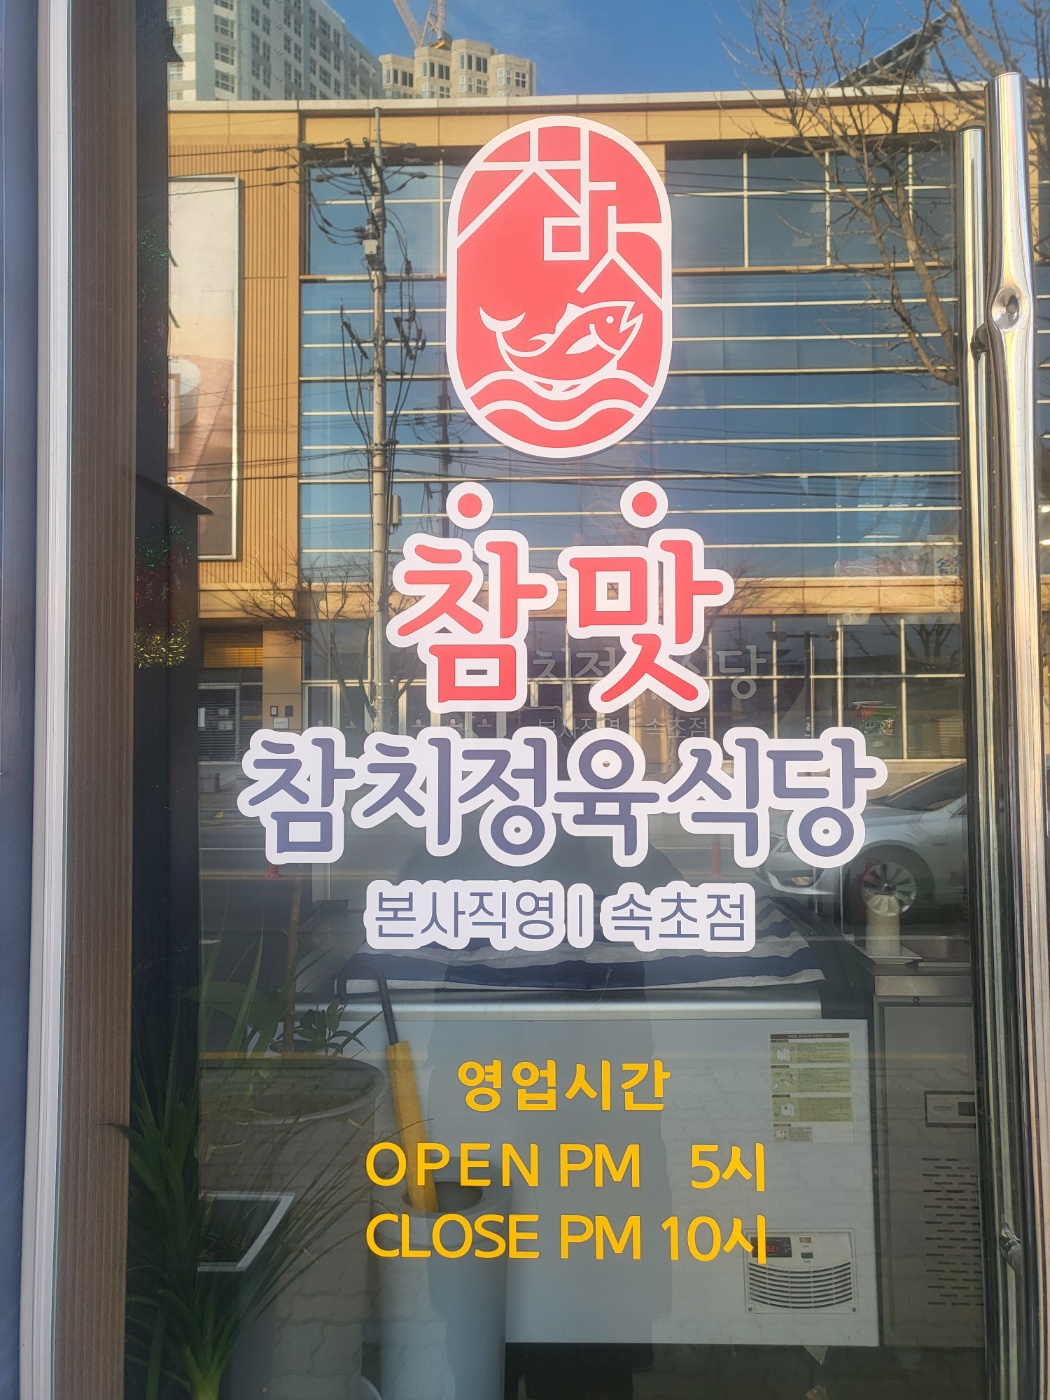 참맛
참맛
참치정육식당
본사직영 | 속초점
영업시간
OPEN PM 5시
CLOSE PM 10시